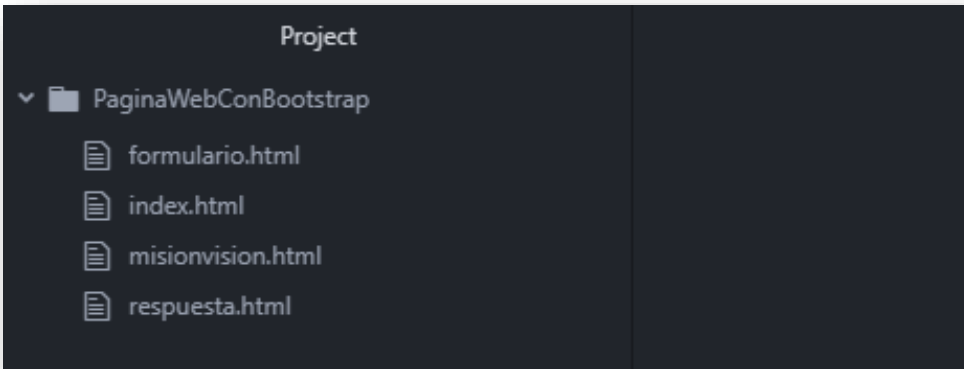 Project
PaginaWebConBootstrap
formulario.html
index.html
misionvision.html
respuesta.html